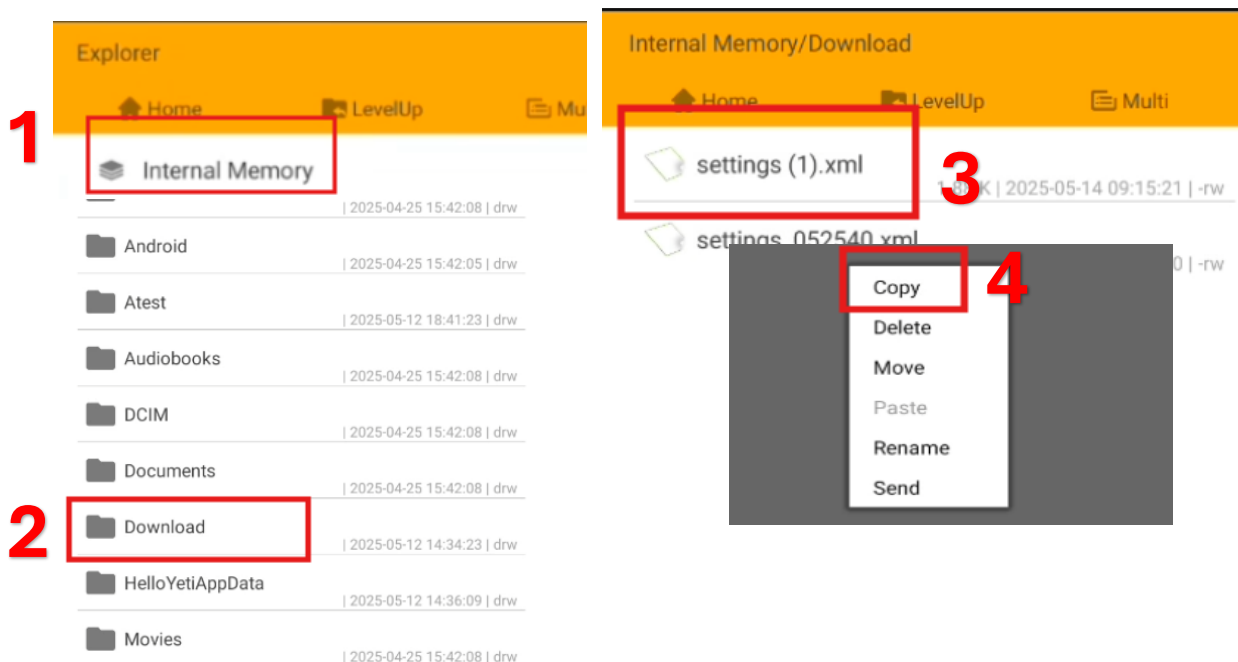 Explorer
Home LevelUp Mu
1
Internal Memory
| 2025-04-25 15:42:08 | drw
Android
| 2025-04-25 15:42:05 | drw
Atest
| 2025-05-12 18:41:23 | drw
Audiobooks
| 2025-04-25 15:42:08 | drw
DCIM
| 2025-04-25 15:42:08 | drw
Documents
| 2025-04-25 15:42:08 | drw
2
Download
| 2025-05-12 14:34:23 | drw
HelloYetiAppData
| 2025-05-12 14:36:09 | drw
Movies
| 2025-04-25 15:42:08 | drw
Internal Memory/Download
Home LevelUp Multi
settings (1).xml
3
K | 2025-05-14 09:15:21 | -rw
settings_052540.xml
0 | -rw
4
Copy
Delete
Move
Paste
Rename
Send